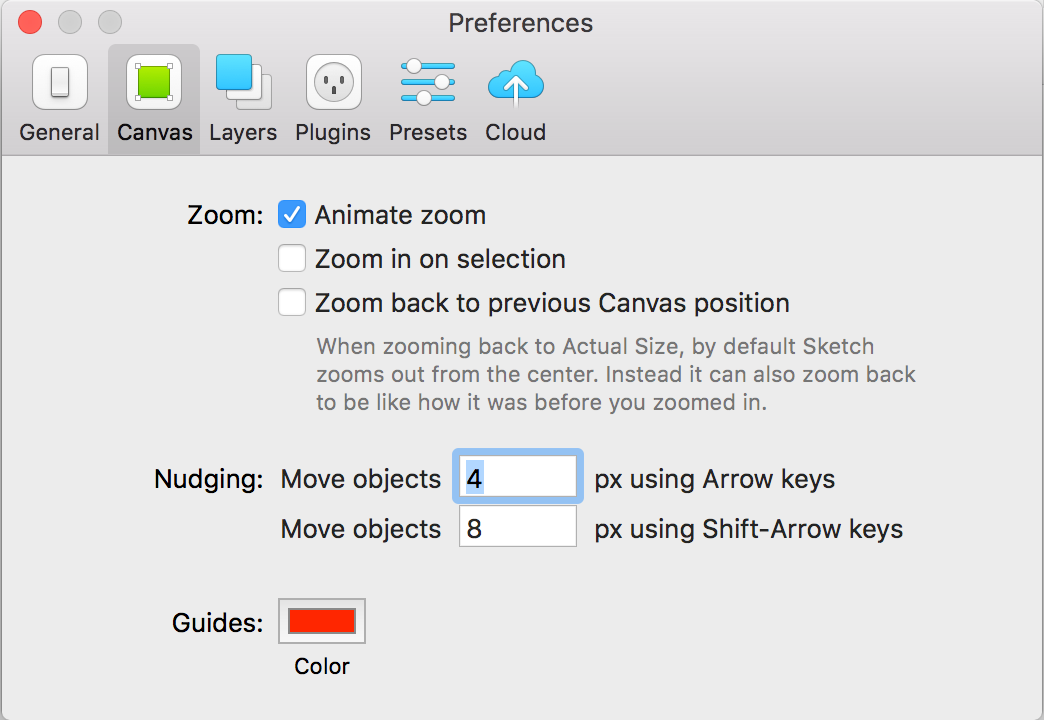 Preferences
General Canvas Layers Plugins Presets Cloud
Zoom: Animate zoom
Zoom in on selection
Zoom back to previous Canvas position
When zooming back to Actual Size, by default Sketch
zooms out from the center. Instead it can also zoom back
to be like how it was before you zoomed in.
Nudging: Move objects 4 px using Arrow keys
Move objects 8 px using Shift-Arrow keys
Guides:
Color